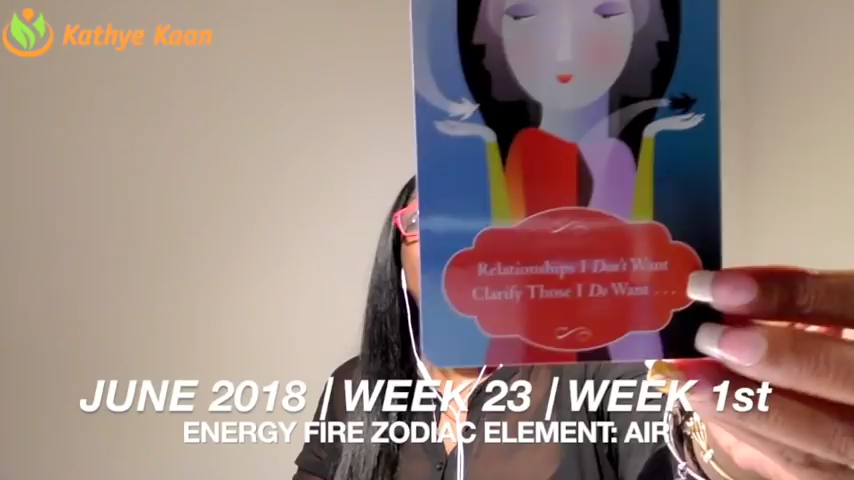 Kathye Kaan
Relationships I Don't Want
Clarify Those I Do Want . . .
JUNE 2018 | WEEK 23 | WEEK 1st
ENERGY FIRE ZODIAC ELEMENT: AIR